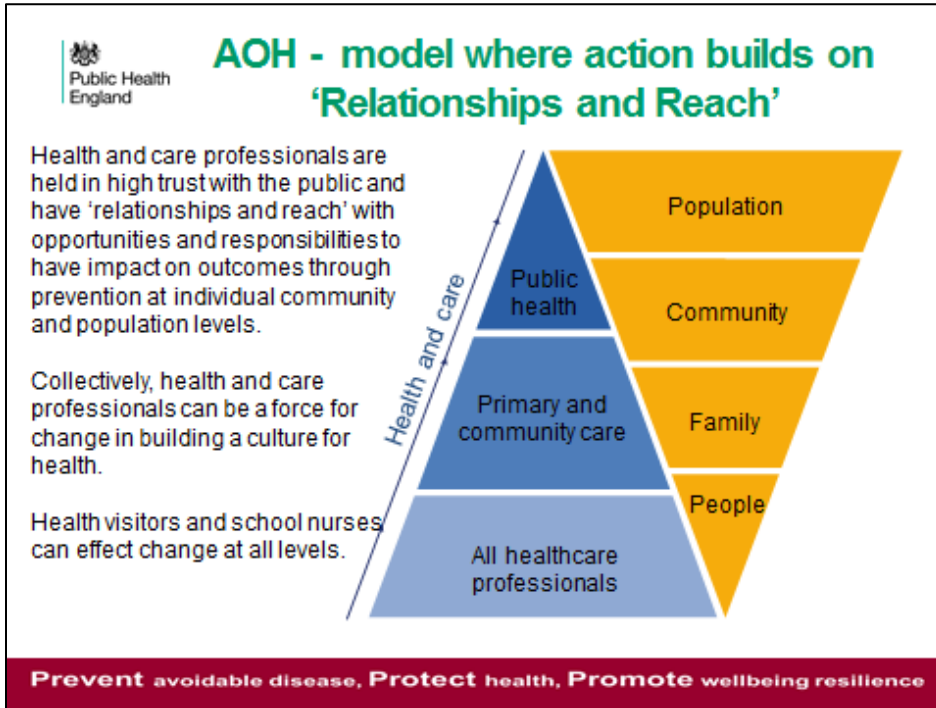 Public Health
England
AOH - model where action builds on
‘Relationships and Reach’
Health and care professionals are
held in high trust with the public and
have ‘relationships and reach’ with
opportunities and responsibilities to
have impact on outcomes through
prevention at individual community
and population levels.
Collectively, health and care
professionals can be a force for
change in building a culture for
health.
Health visitors and school nurses
can effect change at all levels.
Health and care
Public
health
Primary and
community care
All healthcare
professionals
Population
Community
Family
People
Prevent avoidable disease, Protect health, Promote wellbeing resilience